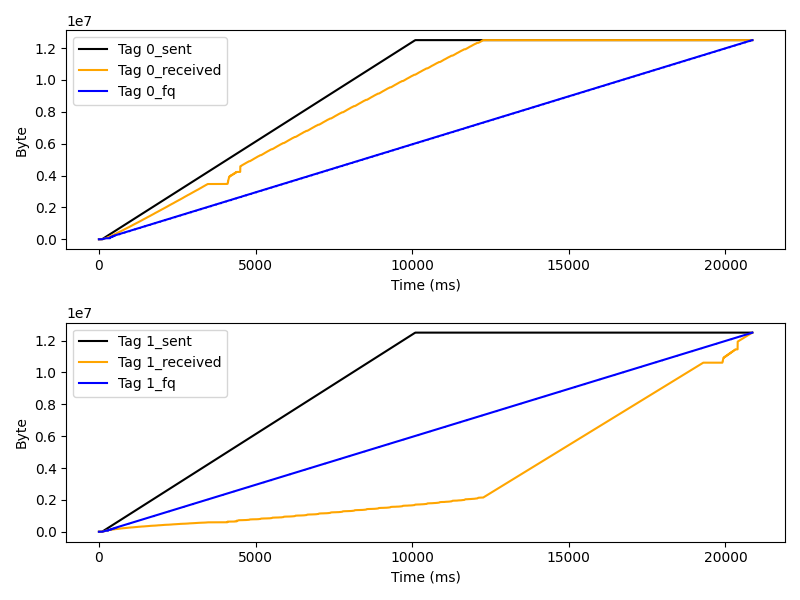 1e7
Tag 0_sent
Tag 0_received
Tag 0_fq
Byte
1.2
1.0
0.8
0.6
0.4
0.2
0.0
0 5000 10000 15000 20000
Time (ms)
1e7
Tag 1_sent
Tag 1_received
Tag 1_fq
Byte
1.2
1.0
0.8
0.6
0.4
0.2
0.0
0 5000 10000 15000 20000
Time (ms)